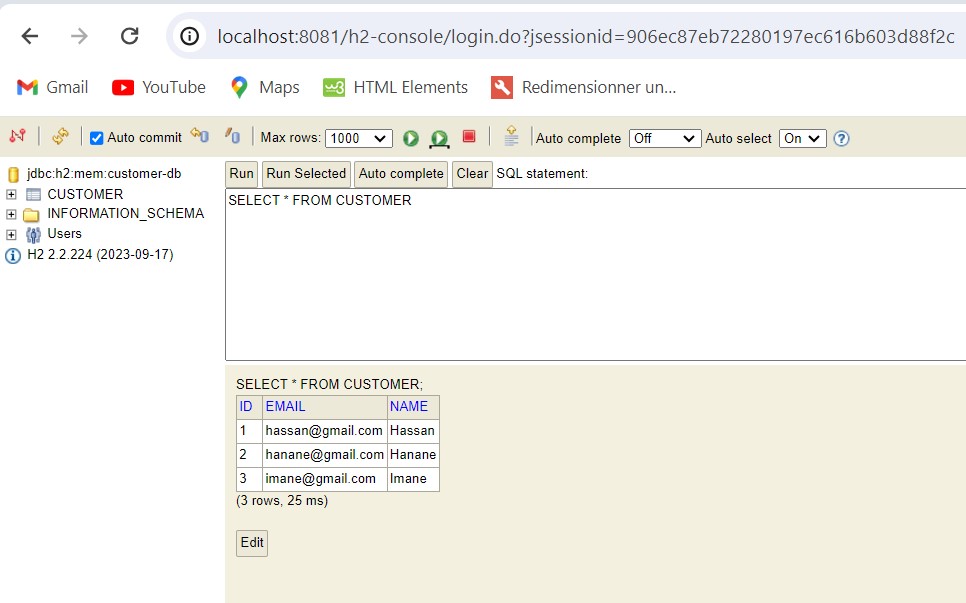 localhost:8081/h2-console/login.do?jsessionid=906ec87eb72280197ec616b603d88f2c
Gmail YouTube Maps HTML Elements Redimensionner un...
Auto commit Max rows: 1000 Auto complete Off Auto select On
jdbc:h2:mem:customer-db
CUSTOMER
INFORMATION_SCHEMA
Users
H2 2.2.224 (2023-09-17)
Run Run Selected Auto complete Clear SQL statement:
SELECT * FROM CUSTOMER
SELECT * FROM CUSTOMER;
ID EMAIL NAME
1 hassan@gmail.com Hassan
2 hanane@gmail.com Hanane
3 imane@gmail.com Imane
(3 rows, 25 ms)
Edit